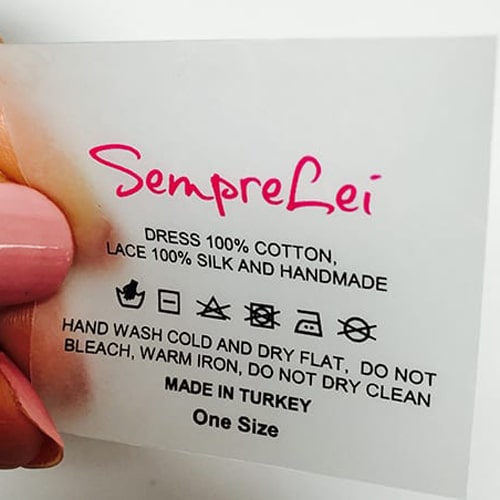 SempreLei
DRESS 100% COTTON,
LACE 100% SILK AND HANDMADE
HAND WASH COLD AND DRY FLAT, DO NOT
BLEACH, WARM IRON, DO NOT DRY CLEAN
MADE IN TURKEY
One Size